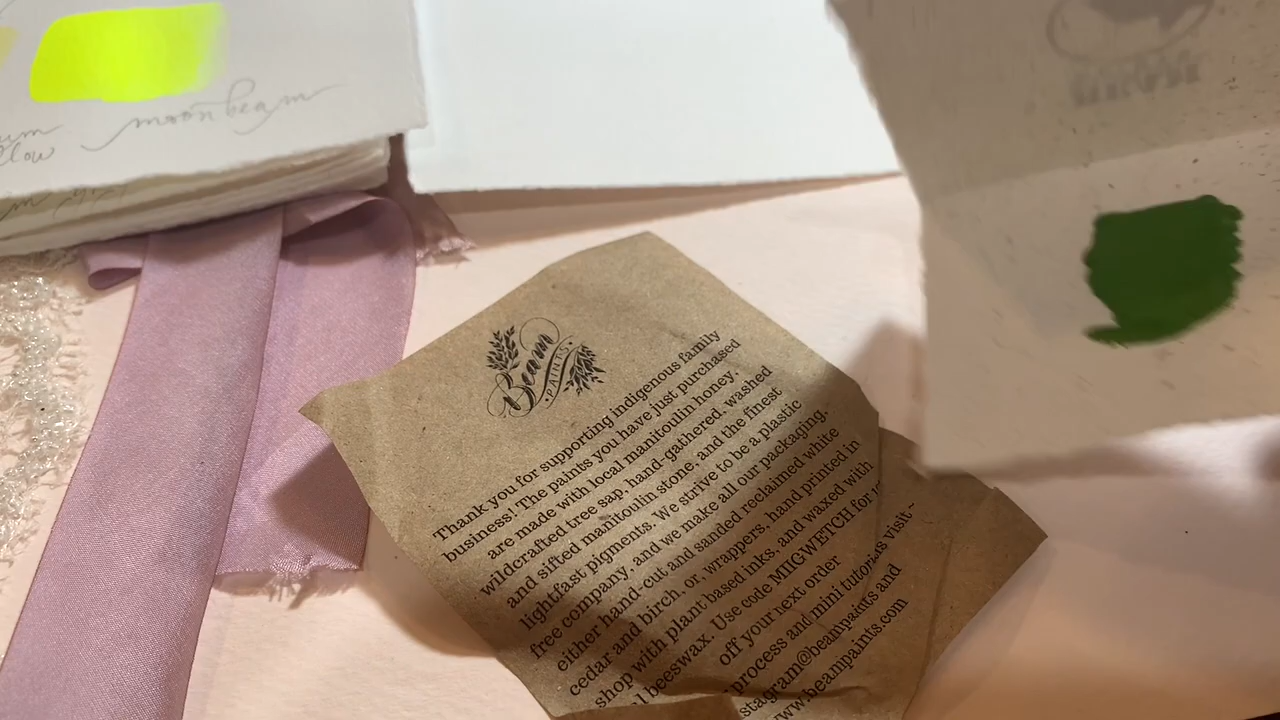 moonbeam
Beam
PAINTS
Thank you for supporting indigenous family
business! The paints you have just purchased
are made with local manitoulin honey,
wildcrafted tree sap, hand-gathered, washed
and sifted manitoulin stone, and the finest
lightfast pigments. We strive to be a plastic
free company, and we make all our packaging,
either hand-cut and sanded reclaimed white
cedar and birch, or, wrappers, hand printed in
shop with plant based inks, and waxed with
l beeswax. Use code MIIGWETCH for
off your next order
process and mini tutorials visit~
stagram@beampaints and
www.beampaints.com